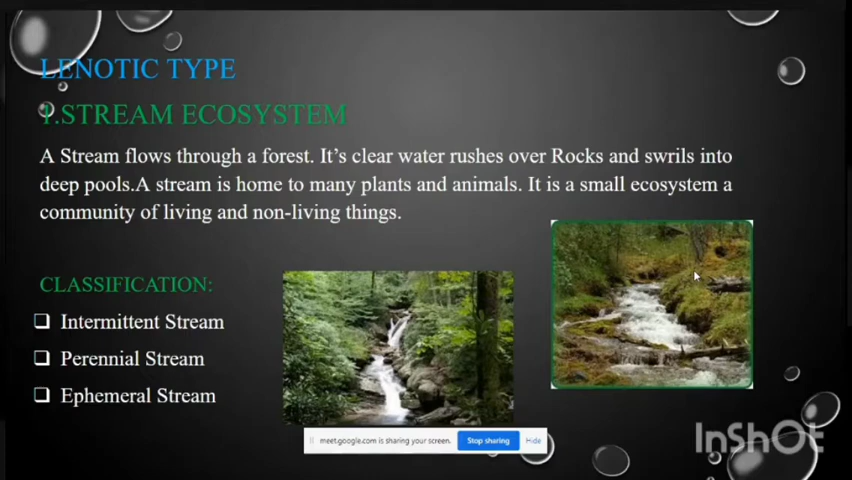 LENOTIC TYPE
1.STREAM ECOSYSTEM
A Stream flows through a forest. It's clear water rushes over Rocks and swrils into
deep pools.A stream is home to many plants and animals. It is a small ecosystem a
community of living and non-living things.
CLASSIFICATION:
Intermittent Stream
Perennial Stream
Ephemeral Stream
meet.google.com is sharing your screen. Stop sharing Hide
InShOt